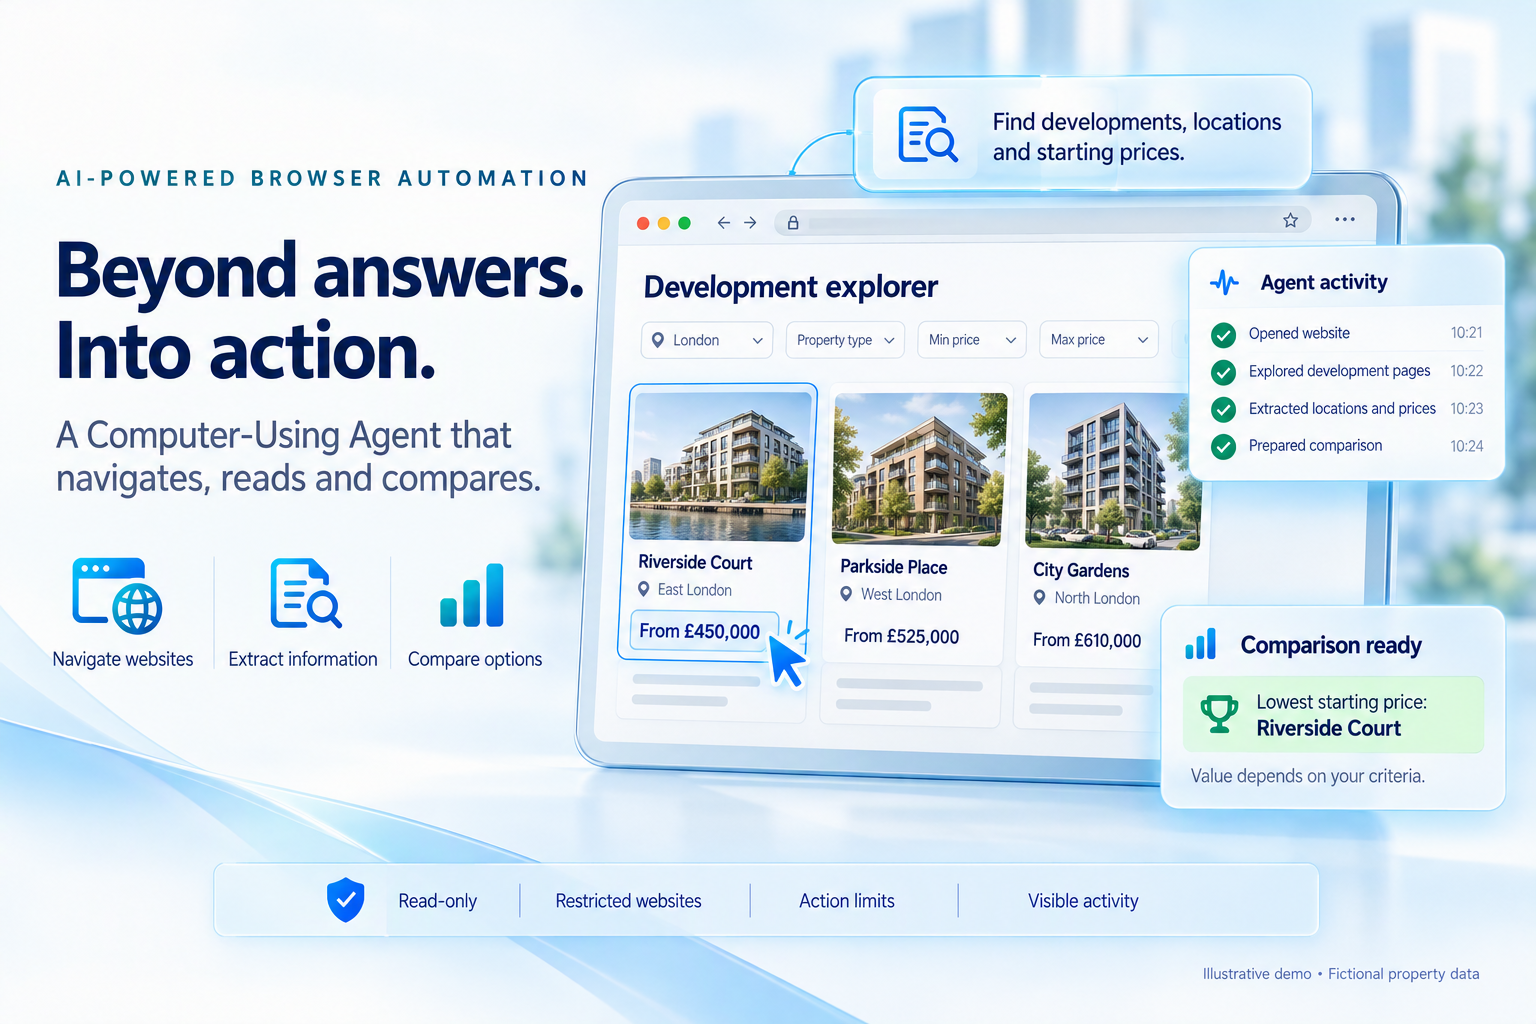 AI-POWERED BROWSER AUTOMATION
Beyond answers.
Into action.
A Computer-Using Agent that
navigates, reads and compares.
Navigate websites
Extract information
Compare options
Find developments, locations
and starting prices.
Development explorer
London
Property type
Min price
Max price
Riverside Court
East London
From £450,000
Parkside Place
West London
From £525,000
City Gardens
North London
From £610,000
Agent activity
Opened website 10:21
Explored development pages 10:22
Extracted locations and prices 10:23
Prepared comparison 10:24
Comparison ready
Lowest starting price:
Riverside Court
Value depends on your criteria.
Read-only
Restricted websites
Action limits
Visible activity
Illustrative demo • Fictional property data